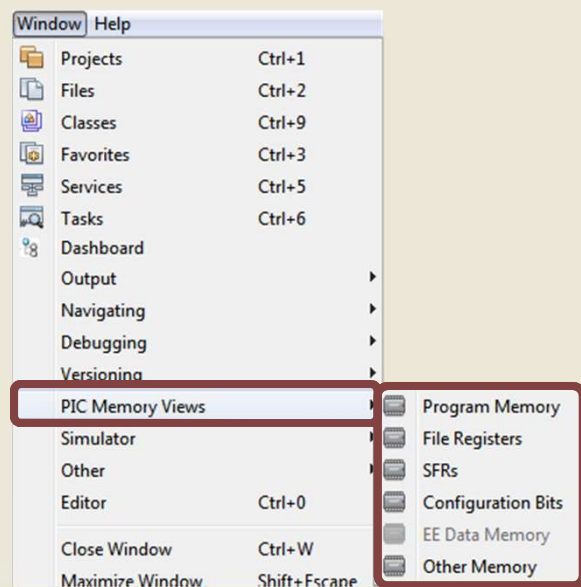 Window Help
Projects Ctrl+1
Files Ctrl+2
Classes Ctrl+9
Favorites Ctrl+3
Services Ctrl+5
Tasks Ctrl+6
Dashboard
Output
Navigating
Debugging
Versioning
PIC Memory Views
Simulator
Other
Editor Ctrl+0
Close Window Ctrl+W
Maximize Window Shift+Escape
Program Memory
File Registers
SFRs
Configuration Bits
EE Data Memory
Other Memory